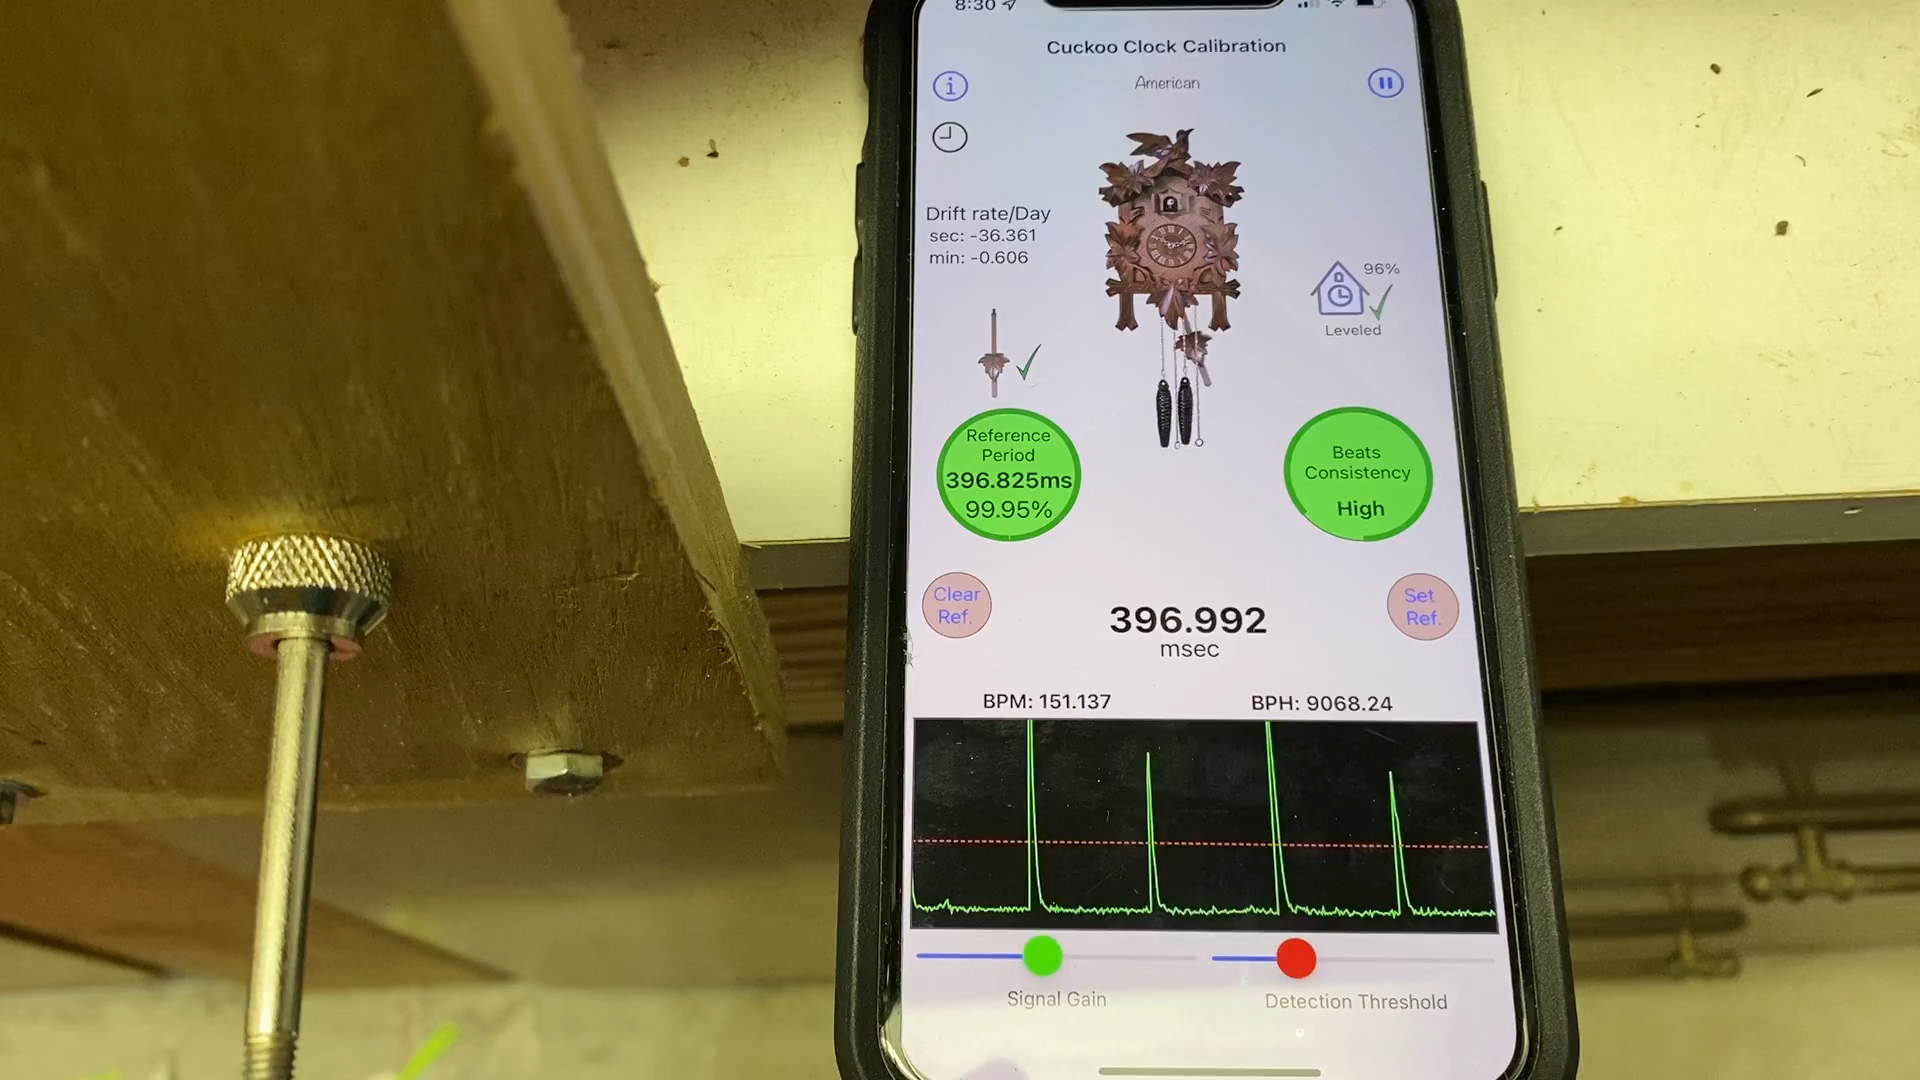 8:30
Cuckoo Clock Calibration
American
Drift rate/Day
sec: -36.361
min: -0.606
96%
Leveled
Reference
Period
396.825ms
99.95%
Beats
Consistency
High
Clear
Ref.
396.992
msec
Set
Ref.
BPM: 151.137
BPH: 9068.24
Signal Gain
Detection Threshold